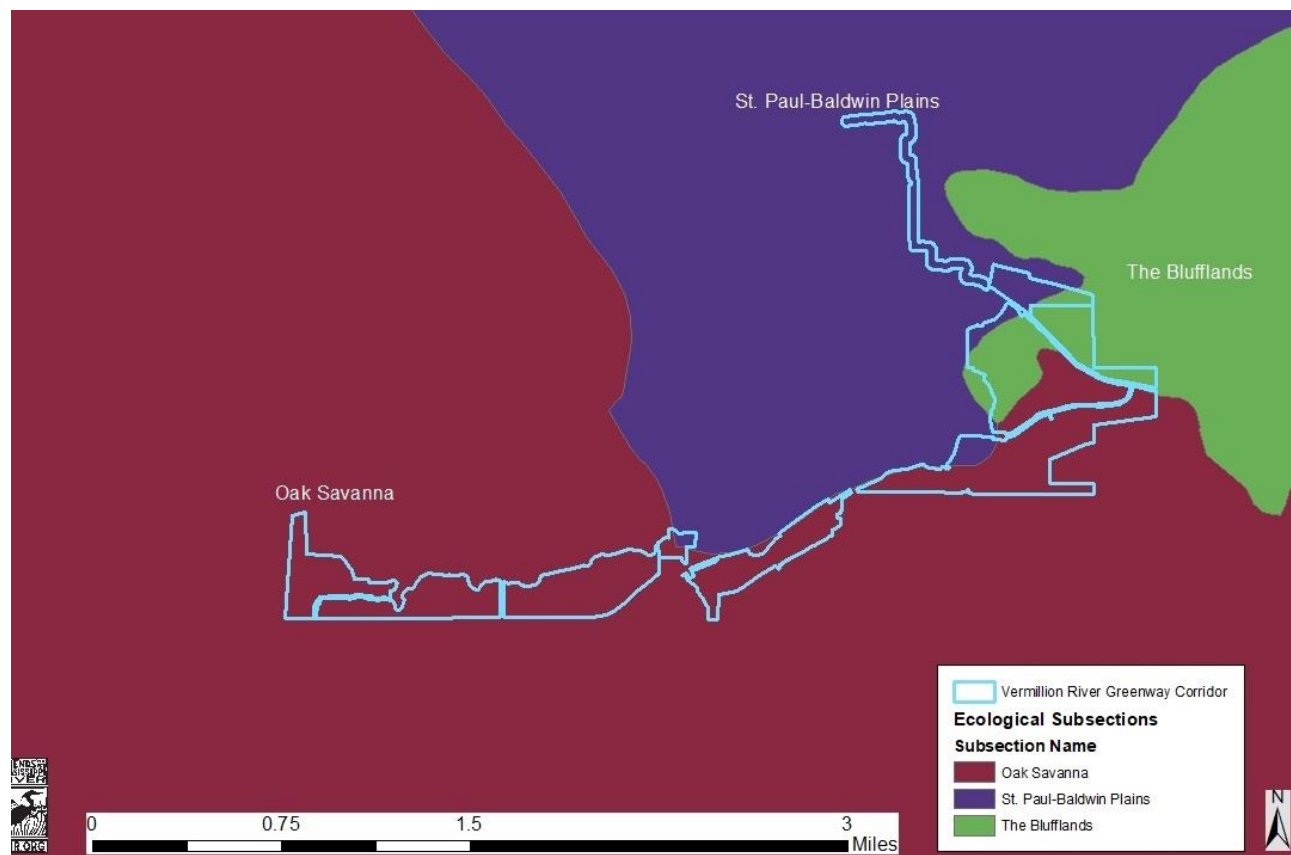 St. Paul-Baldwin Plains
The Blufflands
Oak Savanna
Vermillion River Greenway Corridor
Ecological Subsections
Subsection Name
Oak Savanna
St. Paul-Baldwin Plains
The Blufflands
N
0 0.75 1.5 3
Miles
R.ORG